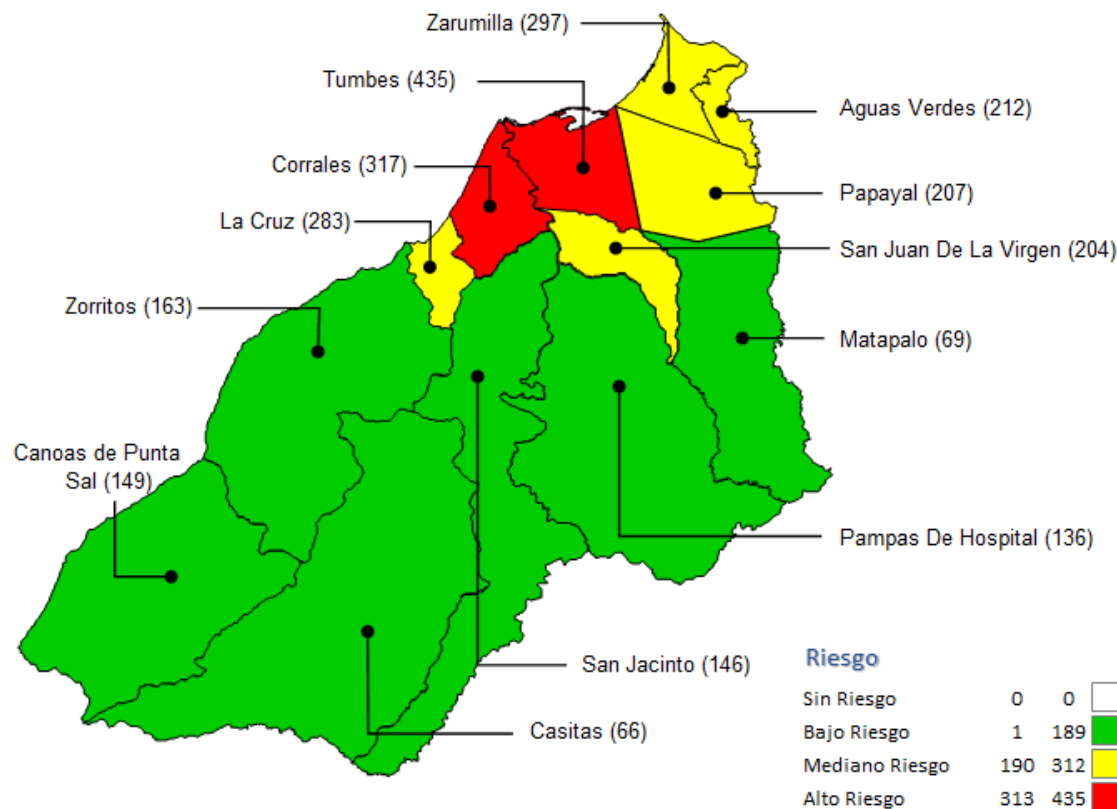 Zarumilla (297)
Tumbes (435)
Aguas Verdes (212)
Corrales (317)
Papayal (207)
La Cruz (283)
San Juan De La Virgen (204)
Zorritos (163)
Matapalo (69)
Canoas de Punta
Sal (149)
Pampas De Hospital (136)
San Jacinto (146)
Casitas (66)
Riesgo
Sin Riesgo 0 0
Bajo Riesgo 1 189
Mediano Riesgo 190 312
Alto Riesgo 313 435